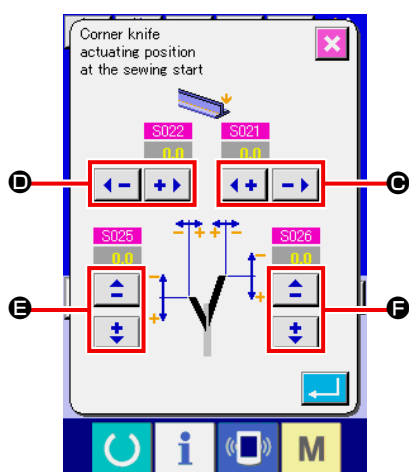 Corner knife
actuating position
at the sewing start
S022 S021
0.0 0.0
D − + + − C
S025 S026
− + + −
0.0 0.0
E − − − − F
+ + + +
i M